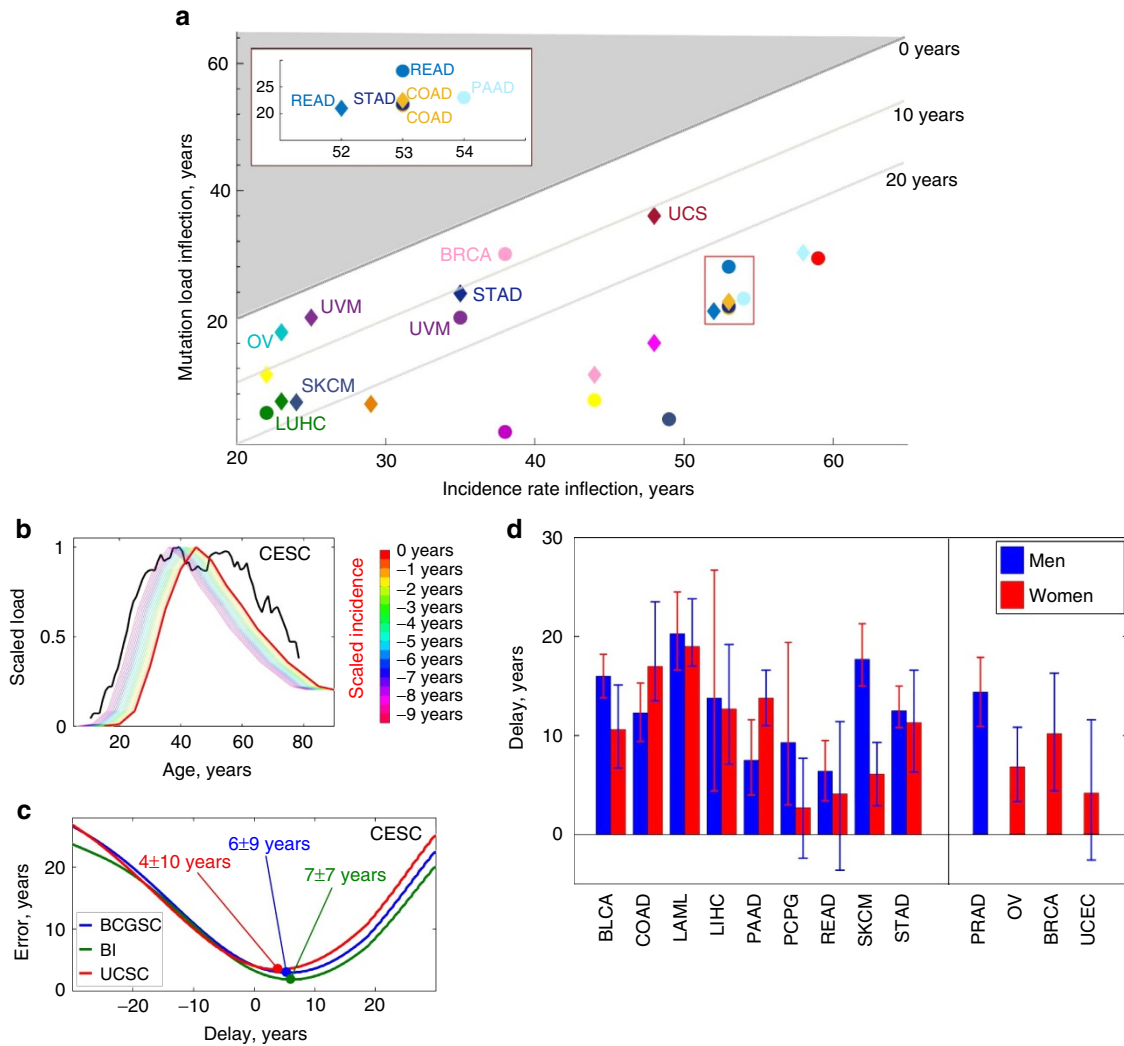 a
60
40
20
20
30
40
50
60
Mutation load inflection, years
Incidence rate inflection, years
0 years
10 years
20 years
25
20
52
53
54
READ
READ
STAD
COAD
COAD
PAAD
UCS
BRCA
STAD
UVM
UVM
OV
SKCM
LUHC
b
CESC
1
0.5
0
20
40
60
80
Scaled load
Age, years
Scaled incidence
0 years
–1 years
–2 years
–3 years
–4 years
–5 years
–6 years
–7 years
–8 years
–9 years
c
CESC
6±9 years
4±10 years
7±7 years
20
10
0
–20
–10
0
10
20
Error, years
Delay, years
BCGSC
BI
UCSC
d
30
20
10
0
Delay, years
Men
Women
BLCA
COAD
LAML
LIHC
PAAD
PCPG
READ
SKCM
STAD
PRAD
OV
BRCA
UCEC